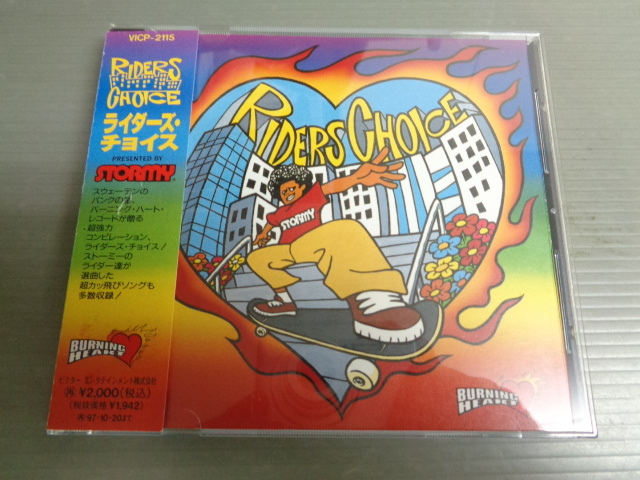 VICP-2115
RIDERS
CHOICE
ライダーズ・
チョイス
PRESENTED BY
STORMY
スウェーデンの
パンクの雄、
バーニング・ハート・
レコードが贈る
超強力
コンピレーション、
ライダーズ・チョイス!
ストーミーの
ライダー達が
選曲した
超カッ飛びソングも
多数収録!
BURNING
HEART
ビクター エンタテインメント株式会社
¥2,000(税込)
(税抜価格 ¥1,942)
'97・10・20まで
RIDERS CHOICE
STORMY
BURNING
HEART